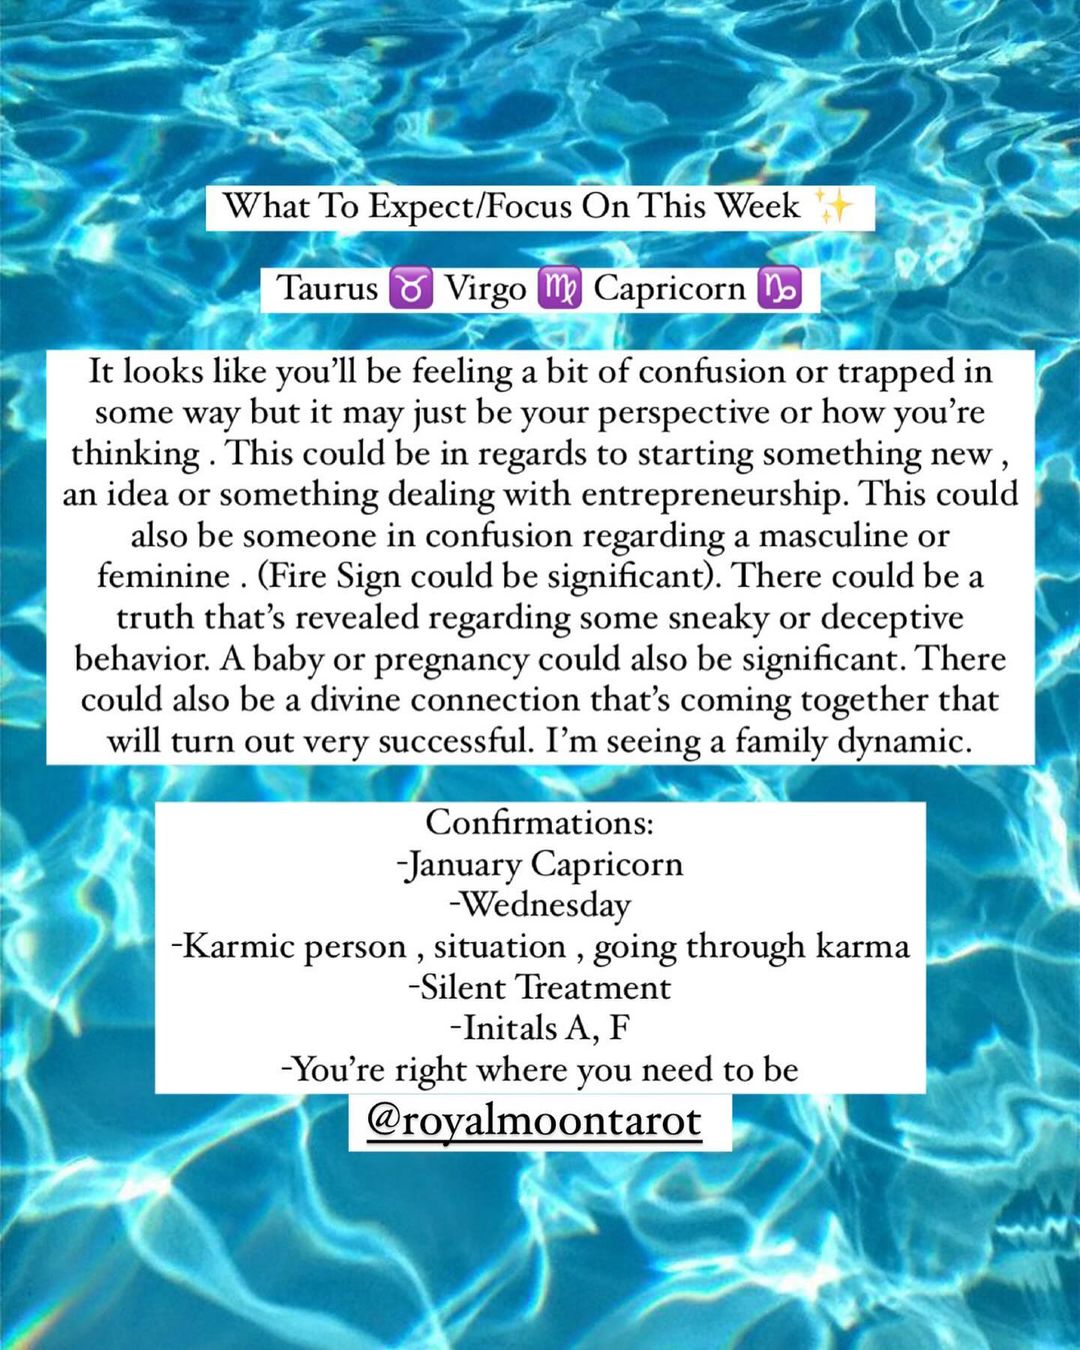 What To Expect/Focus On This Week ✨
Taurus ♉ Virgo ♍ Capricorn ♑
It looks like you’ll be feeling a bit of confusion or trapped in
some way but it may just be your perspective or how you’re
thinking . This could be in regards to starting something new ,
an idea or something dealing with entrepreneurship. This could
also be someone in confusion regarding a masculine or
feminine . (Fire Sign could be significant). There could be a
truth that’s revealed regarding some sneaky or deceptive
behavior. A baby or pregnancy could also be significant. There
could also be a divine connection that’s coming together that
will turn out very successful. I’m seeing a family dynamic.
Confirmations:
-January Capricorn
-Wednesday
-Karmic person , situation , going through karma
-Silent Treatment
-Initals A, F
-You’re right where you need to be
@royalmoontarot